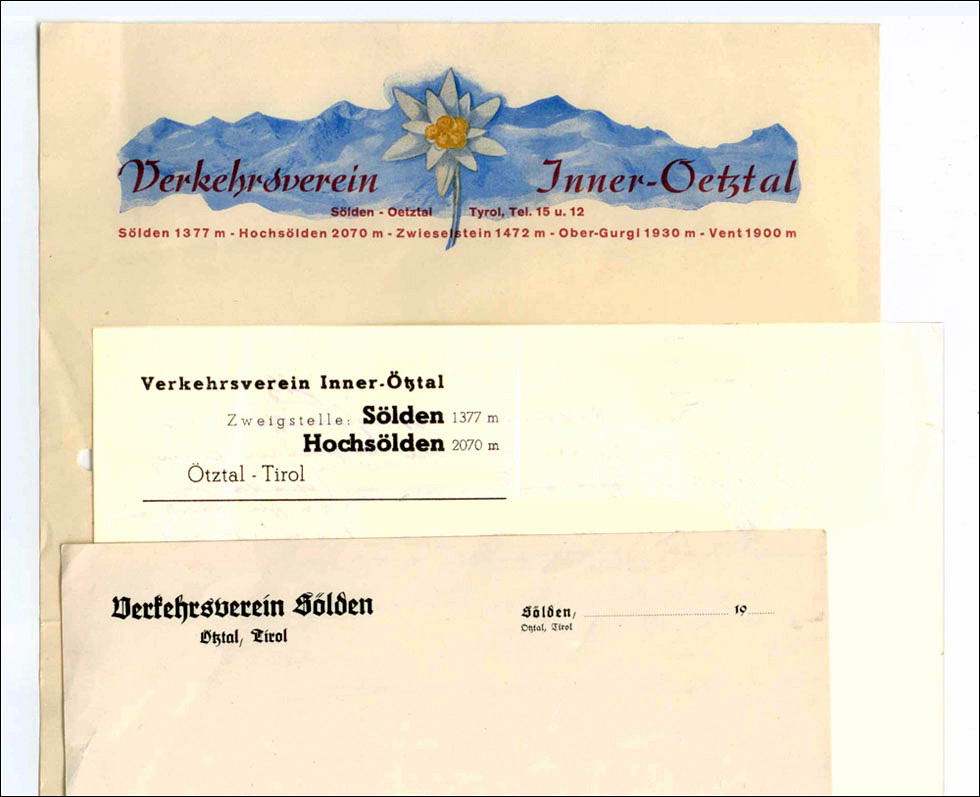 Verkehrsverein Inner-Oetztal
Sölden - Oetztal Tyrol, Tel. 15 u. 12
Sölden 1377 m - Hochsölden 2070 m - Zwieselstein 1472 m - Ober-Gurgl 1930 m - Vent 1900 m
Verkehrsverein Inner-Ötztal
Zweigstelle: Sölden 1377 m
Hochsölden 2070 m
Ötztal - Tirol
Verkehrsverein Sölden
Ötztal, Tirol
Sölden, 19
Ötztal, Tirol